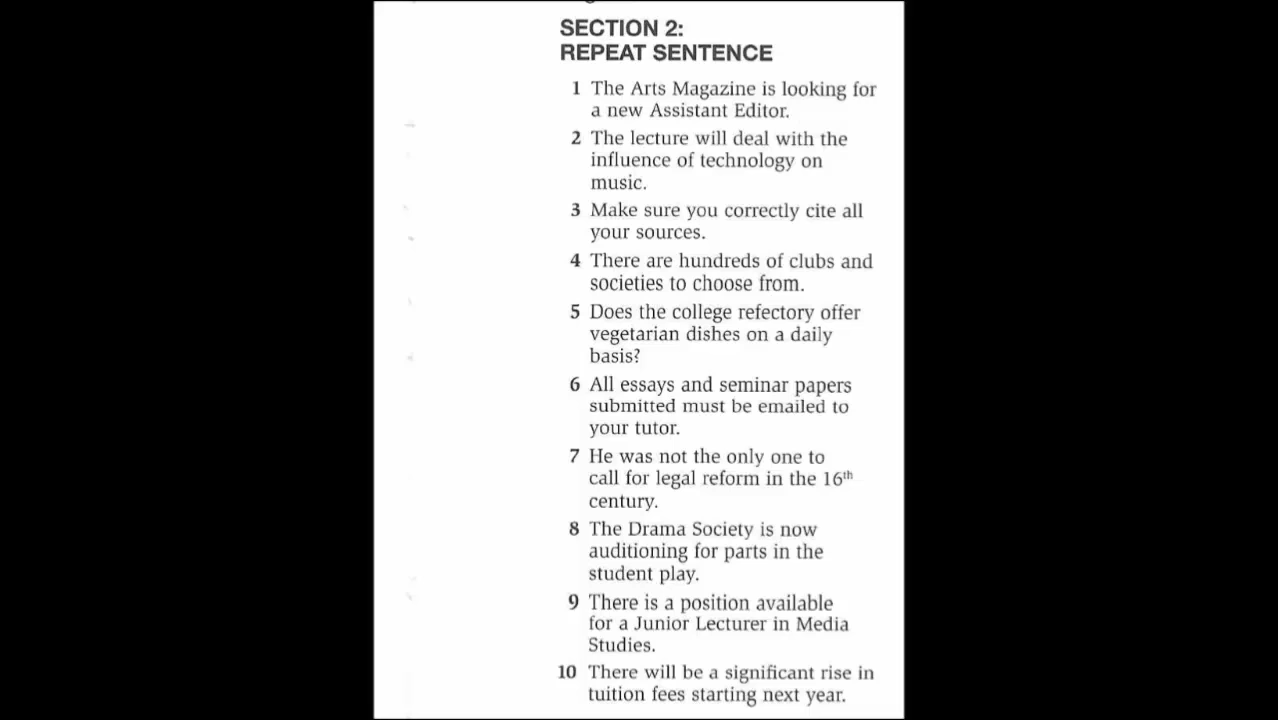 SECTION 2:
REPEAT SENTENCE
1 The Arts Magazine is looking for
a new Assistant Editor.
2 The lecture will deal with the
influence of technology on
music.
3 Make sure you correctly cite all
your sources.
4 There are hundreds of clubs and
societies to choose from.
5 Does the college refectory offer
vegetarian dishes on a daily
basis?
6 All essays and seminar papers
submitted must be emailed to
your tutor.
7 He was not the only one to
call for legal reform in the 16th
century.
8 The Drama Society is now
auditioning for parts in the
student play.
9 There is a position available
for a Junior Lecturer in Media
Studies.
10 There will be a significant rise in
tuition fees starting next year.